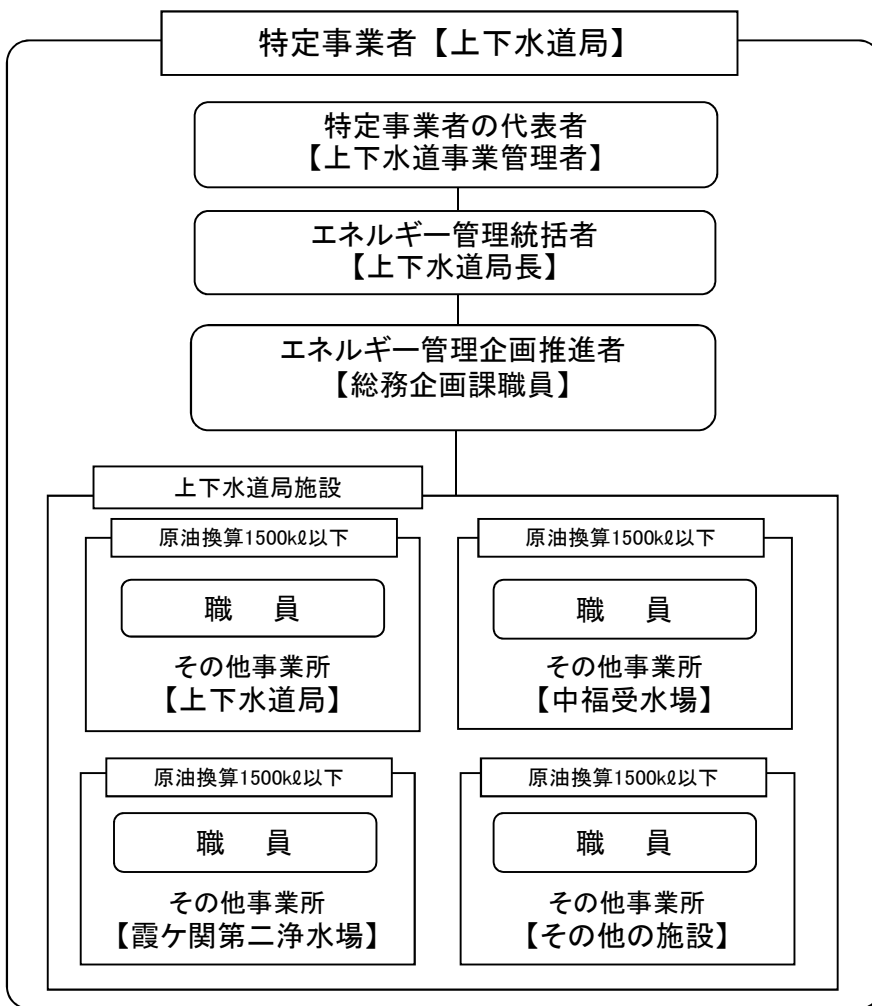 特定事業者【上下水道局】
特定事業者の代表者
【上下水道事業管理者】
エネルギー管理統括者
【上下水道局長】
エネルギー管理企画推進者
【総務企画課職員】
上下水道局施設
原油換算1500kℓ以下
職　員
その他事業所
【上下水道局】
原油換算1500kℓ以下
職　員
その他事業所
【中福受水場】
原油換算1500kℓ以下
職　員
その他事業所
【霞ケ関第二浄水場】
原油換算1500kℓ以下
職　員
その他事業所
【その他の施設】